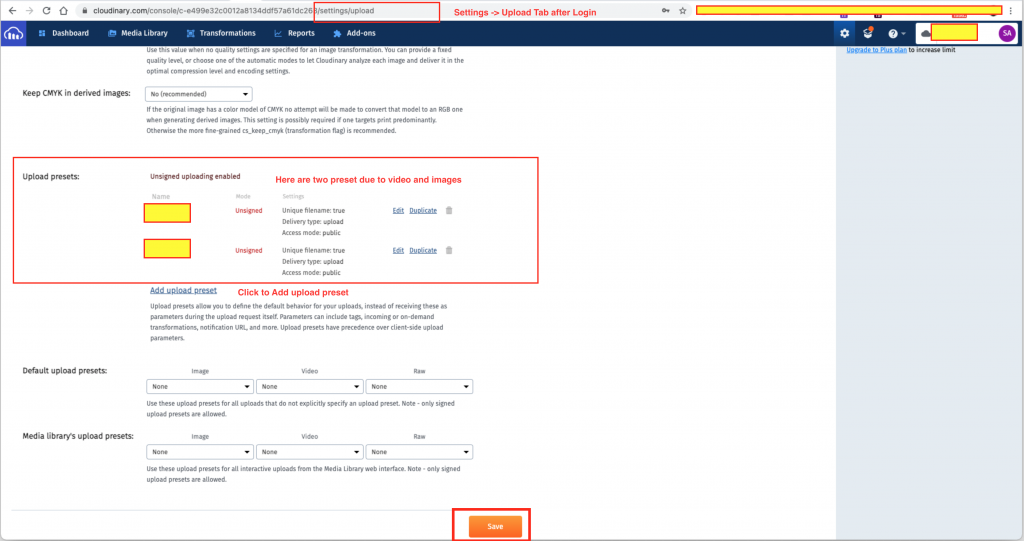 cloudinary.com/console/c-e499e32c0012a8134ddf57a61dc268/settings/upload
Settings -> Upload Tab after Login
Dashboard
Media Library
Transformations
Reports
Add-ons
SA
Use this value when no quality settings are specified for an image transformation. You can provide a fixed
quality level, or choose one of the automatic modes to let Cloudinary analyze each image and deliver it in the
optimal compression level and encoding settings.
Upgrade to Plus plan to increase limit
Keep CMYK in derived images:
No (recommended)
If the original image has a color model of CMYK no attempt will be made to convert that model to an RGB one
when generating derived images. This setting is possibly required if one targets print predominantly.
Otherwise the more fine-grained cs_keep_cmyk (transformation flag) is recommended.
Upload presets:
Unsigned uploading enabled
Here are two preset due to video and images
Name Mode Settings
Unsigned Unique filename: true Edit Duplicate
Delivery type: upload
Access mode: public
Unsigned Unique filename: true Edit Duplicate
Delivery type: upload
Access mode: public
Add upload preset
Click to Add upload preset
Upload presets allow you to define the default behavior for your uploads, instead of receiving these as
parameters during the upload request itself. Parameters can include tags, incoming or on-demand
transformations, notification URL, and more. Upload presets have precedence over client-side upload
parameters.
Default upload presets:
Image Video Raw
None None None
Use these upload presets for all uploads that do not explicitly specify an upload preset. Note - only signed
upload presets are allowed.
Media library's upload presets:
Image Video Raw
None None None
Use these upload presets for all interactive uploads from the Media Library web interface. Note - only signed
upload presets are allowed.
Save